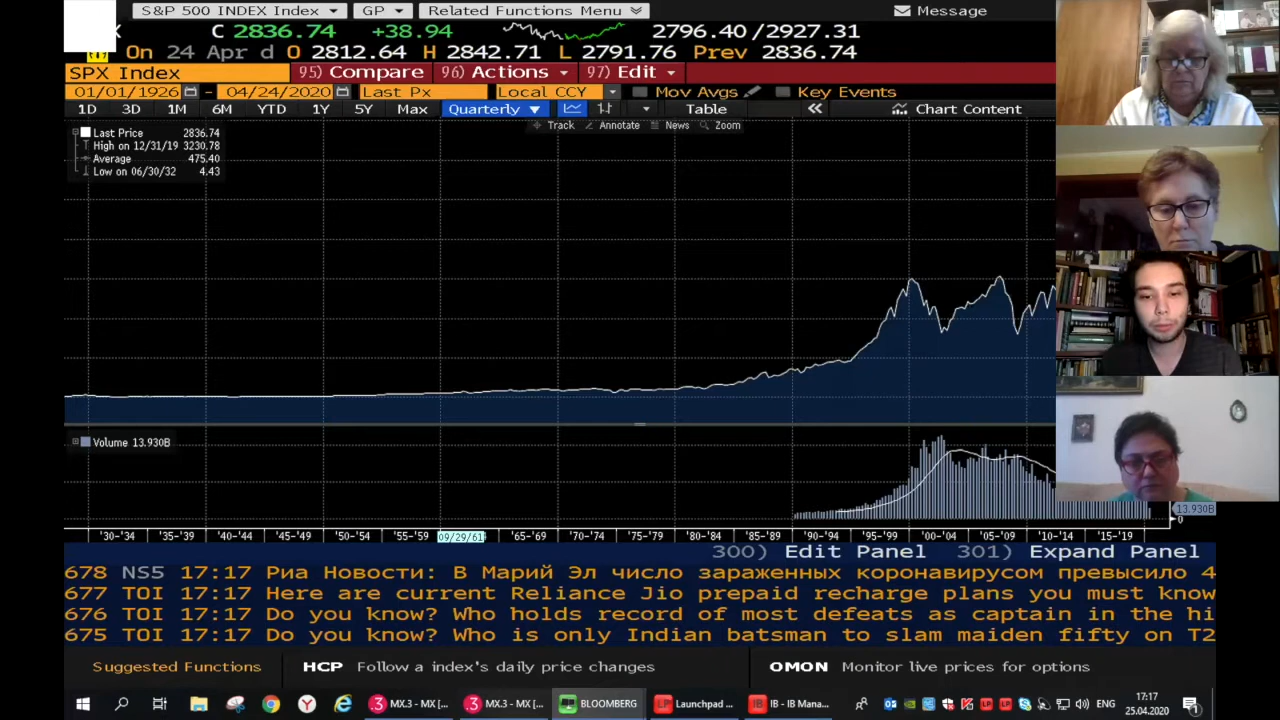 S&P 500 INDEX Index GP Related Functions Menu Message
C 2836.74 +38.94 2796.40/2927.31
On 24 Apr d O 2812.64 H 2842.71 L 2791.76 Prev 2836.74
SPX Index 95) Compare 96) Actions 97) Edit
01/01/1926 - 04/24/2020 Last Px Local CCY Mov Avgs Key Events
1D 3D 1M 6M YTD 1Y 5Y Max Quarterly Table « Chart Content
Track Annotate News Zoom
Last Price 2836.74
High on 12/31/19 3230.78
Average 475.40
Low on 06/30/32 4.43
Volume 13.930B
13.930B
0
'30-'34 '35-'39 '40-'44 '45-'49 '50-'54 '55-'59 09/29/61 '65-'69 '70-'74 '75-'79 '80-'84 '85-'89 '90-'94 '95-'99 '00-'04 '05-'09 '10-'14 '15-'19
300) Edit Panel 301) Expand Panel
678 NS5 17:17 Риа Новости: В Марий Эл число зараженных коронавирусом превысило 4
677 TOI 17:17 Here are current Reliance Jio prepaid recharge plans you must know
676 TOI 17:17 Do you know? Who holds record of most defeats as captain in the hi
675 TOI 17:17 Do you know? Who is only Indian batsman to slam maiden fifty on T2
Suggested Functions HCP Follow a index's daily price changes OMON Monitor live prices for options
MX.3 - MX [... MX.3 - MX [... BLOOMBERG Launchpad ... IB - IB Mana... ENG 17:17
25.04.2020